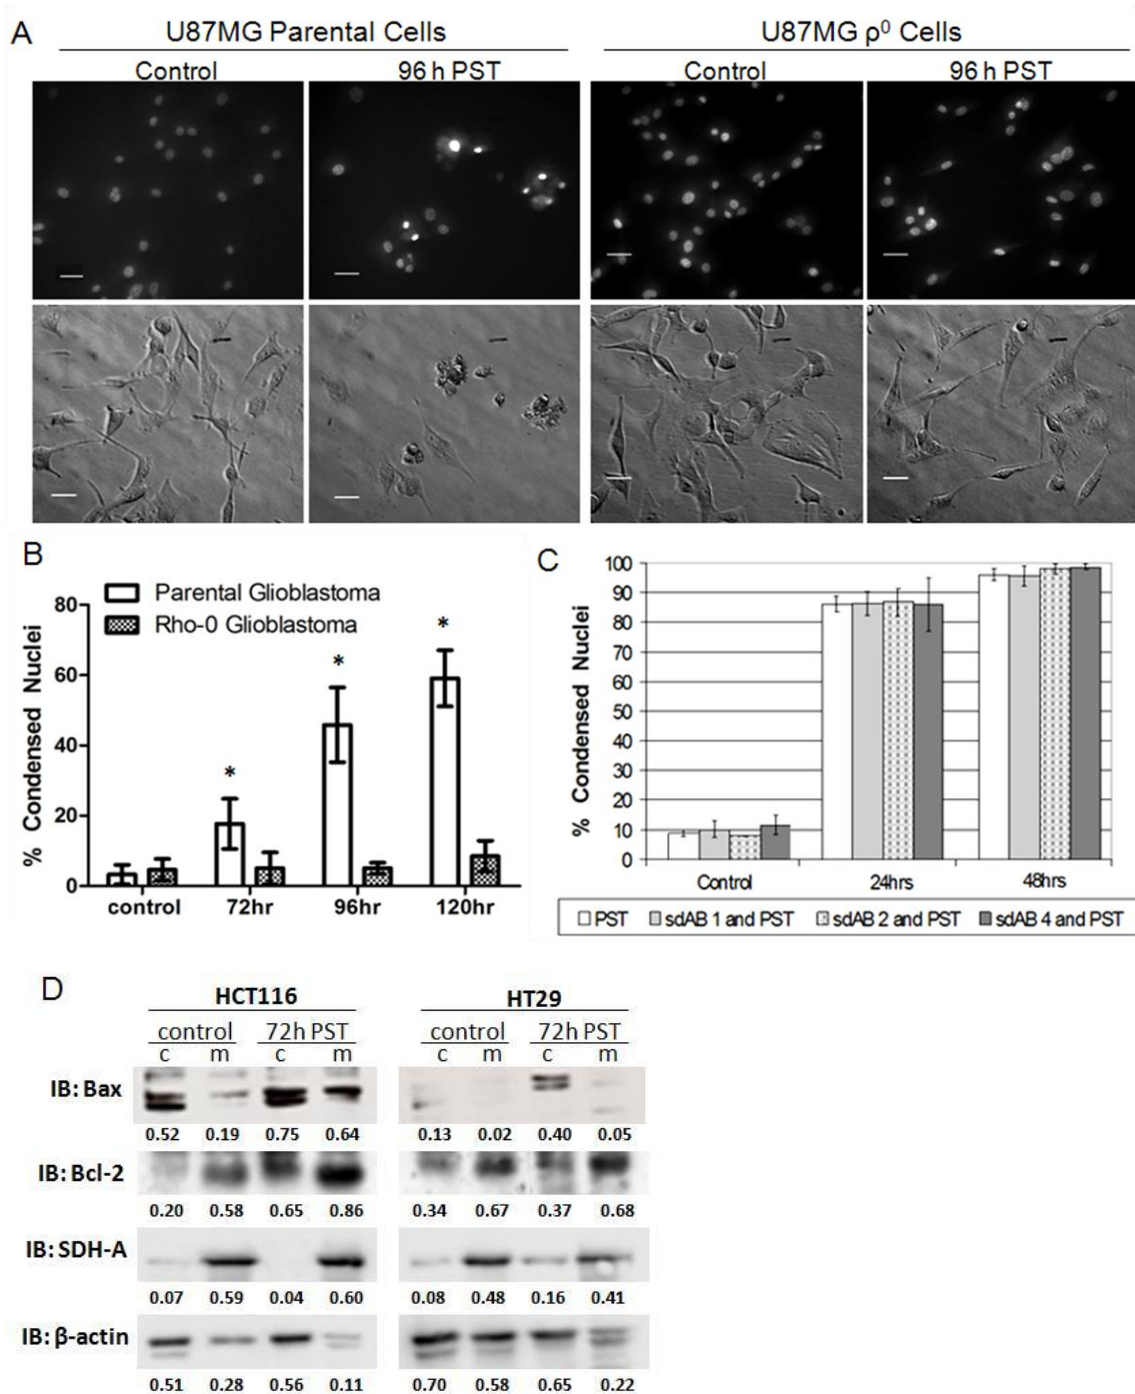 A
U87MG Parental Cells
U87MG ρ⁰ Cells
Control
96 h PST
Control
96 h PST
B
Parental Glioblastoma
Rho-0 Glioblastoma
% Condensed Nuclei
80
60
40
20
0
*
*
*
control
72hr
96hr
120hr
C
% Condensed Nuclei
100
90
80
70
60
50
40
30
20
10
0
Control
24hrs
48hrs
PST
sdAB 1 and PST
sdAB 2 and PST
sdAB 4 and PST
D
HCT116
HT29
control 72h PST control 72h PST
c m c m c m c m
IB: Bax
0.52 0.19 0.75 0.64 0.13 0.02 0.40 0.05
IB: Bcl-2
0.20 0.58 0.65 0.86 0.34 0.67 0.37 0.68
IB: SDH-A
0.07 0.59 0.04 0.60 0.08 0.48 0.16 0.41
IB: β-actin
0.51 0.28 0.56 0.11 0.70 0.58 0.65 0.22